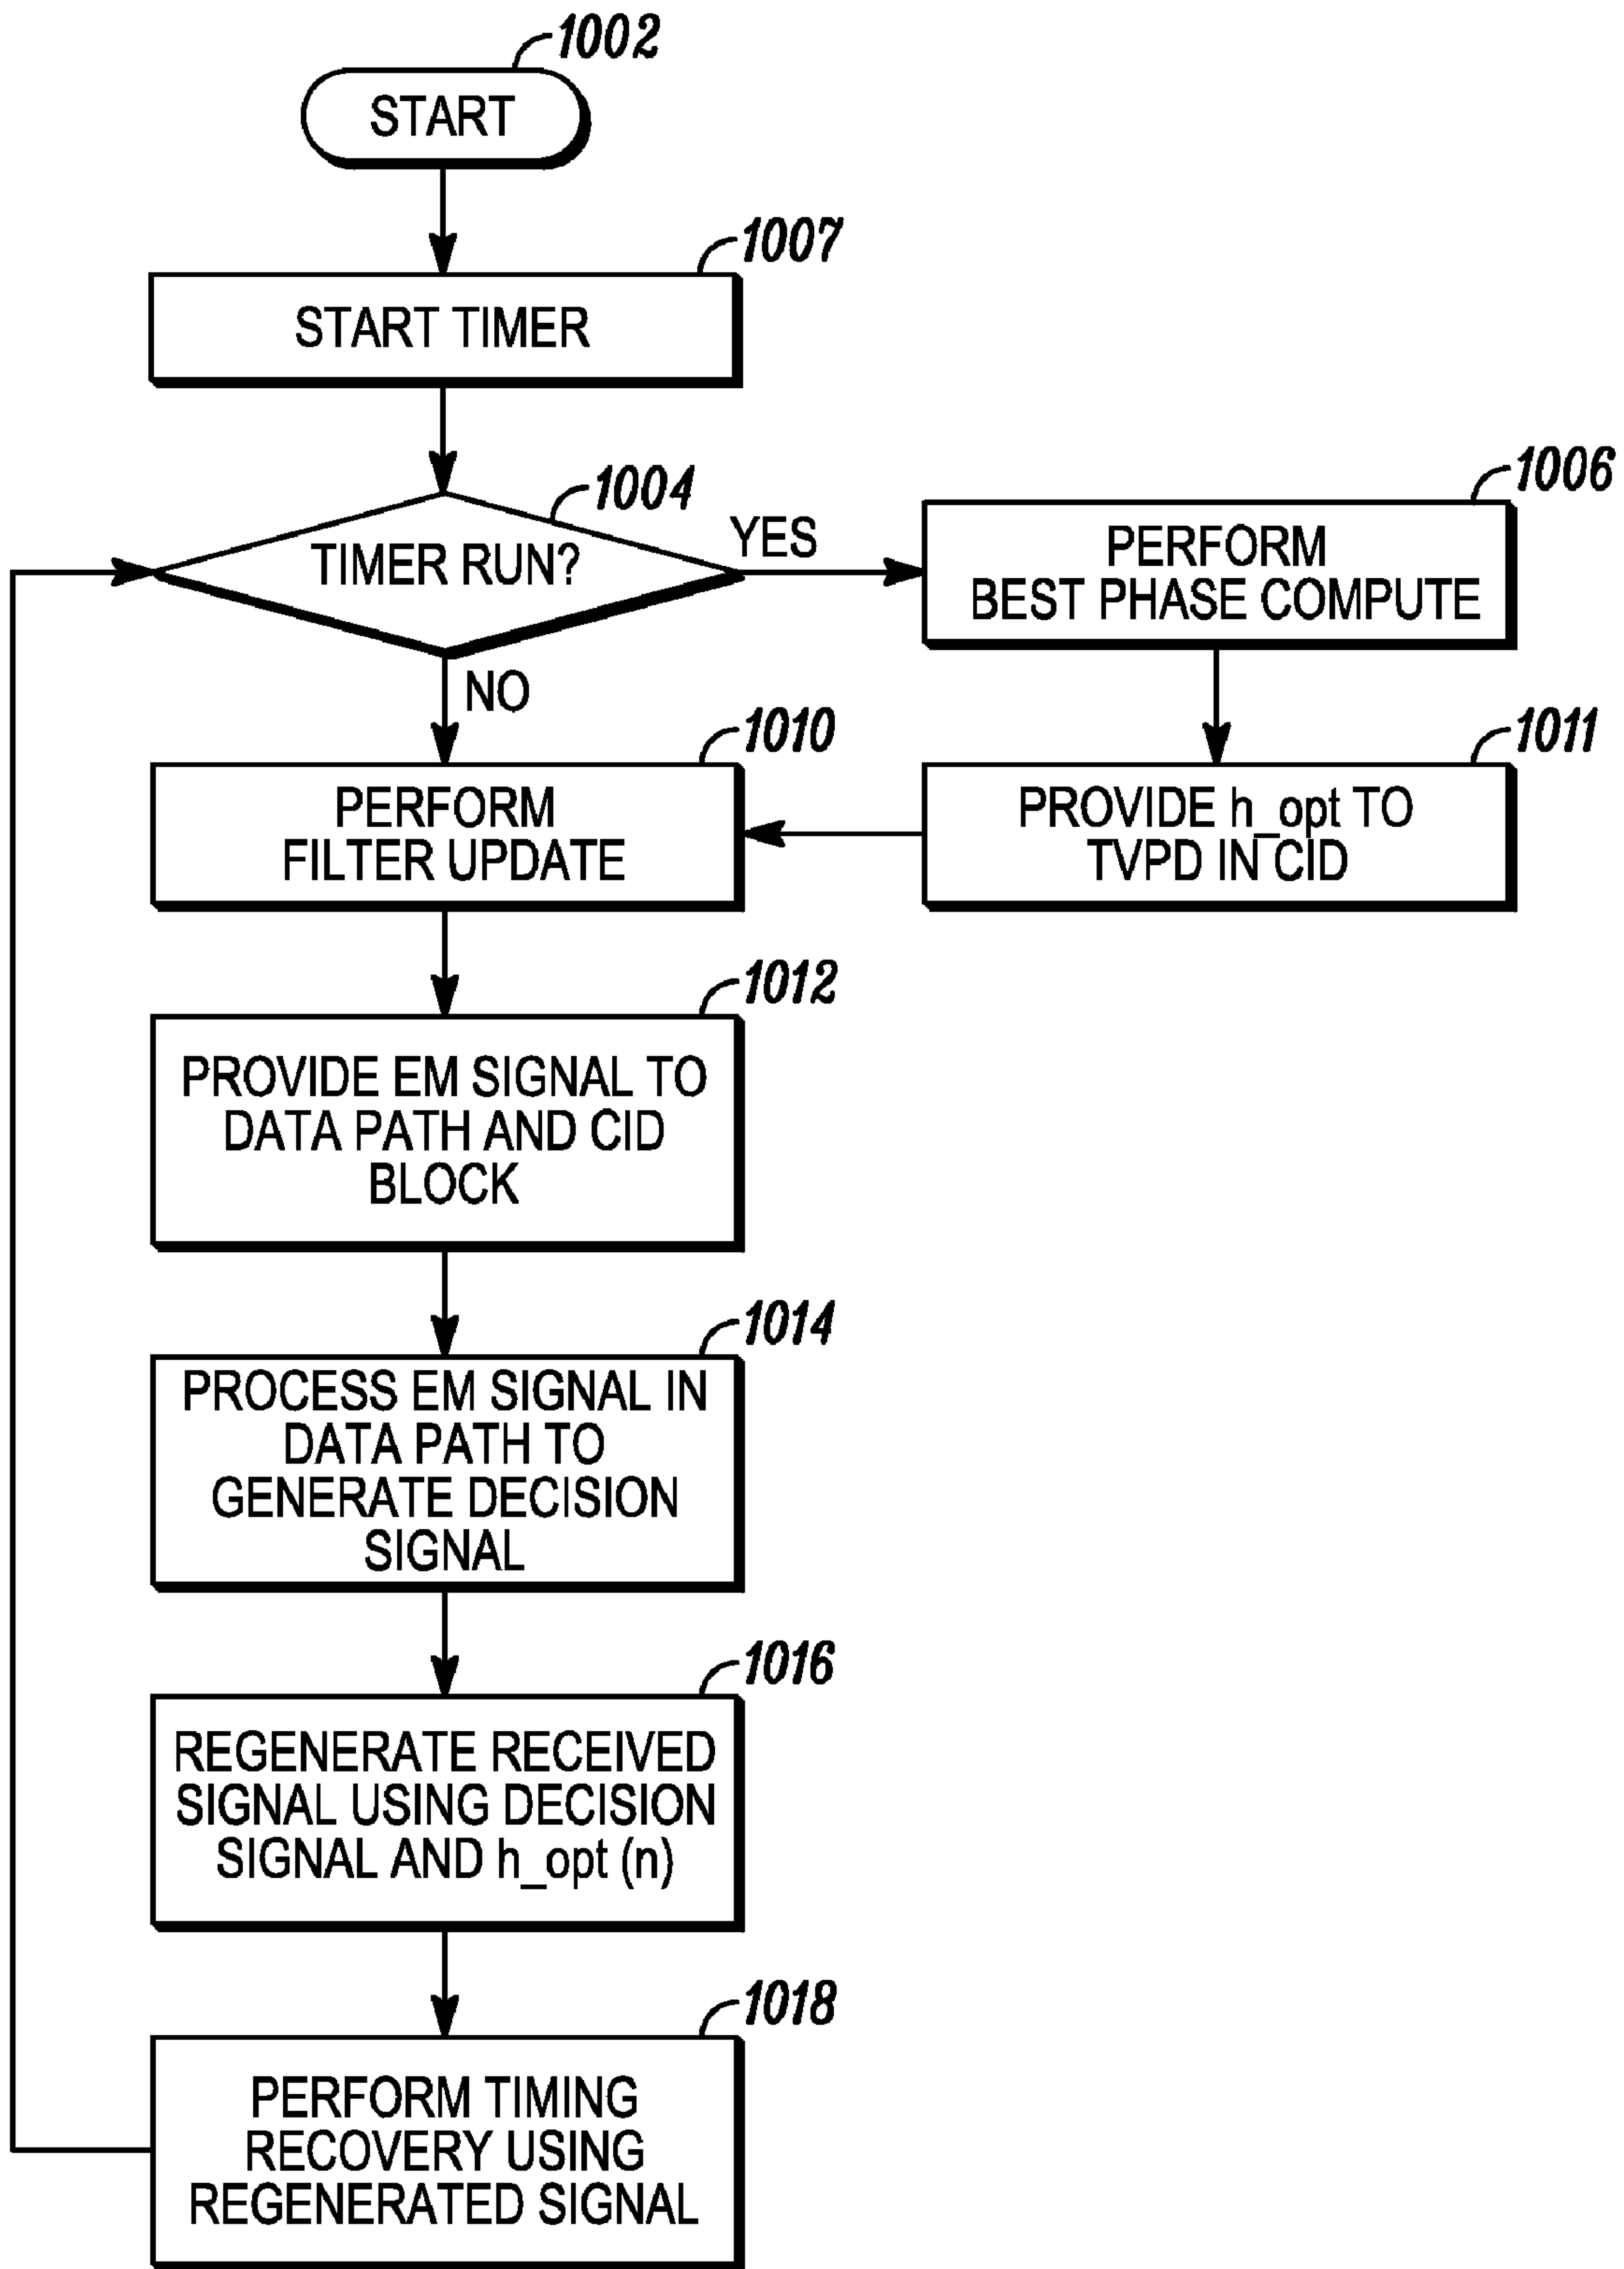 1002
START
1007
START TIMER
1004
TIMER RUN?
YES
NO
1006
PERFORM
BEST PHASE COMPUTE
1011
PROVIDE h_opt TO
TVPD IN CID
1010
PERFORM
FILTER UPDATE
1012
PROVIDE EM SIGNAL TO
DATA PATH AND CID
BLOCK
1014
PROCESS EM SIGNAL IN
DATA PATH TO
GENERATE DECISION
SIGNAL
1016
REGENERATE RECEIVED
SIGNAL USING DECISION
SIGNAL AND h_opt (n)
1018
PERFORM TIMING
RECOVERY USING
REGENERATED SIGNAL